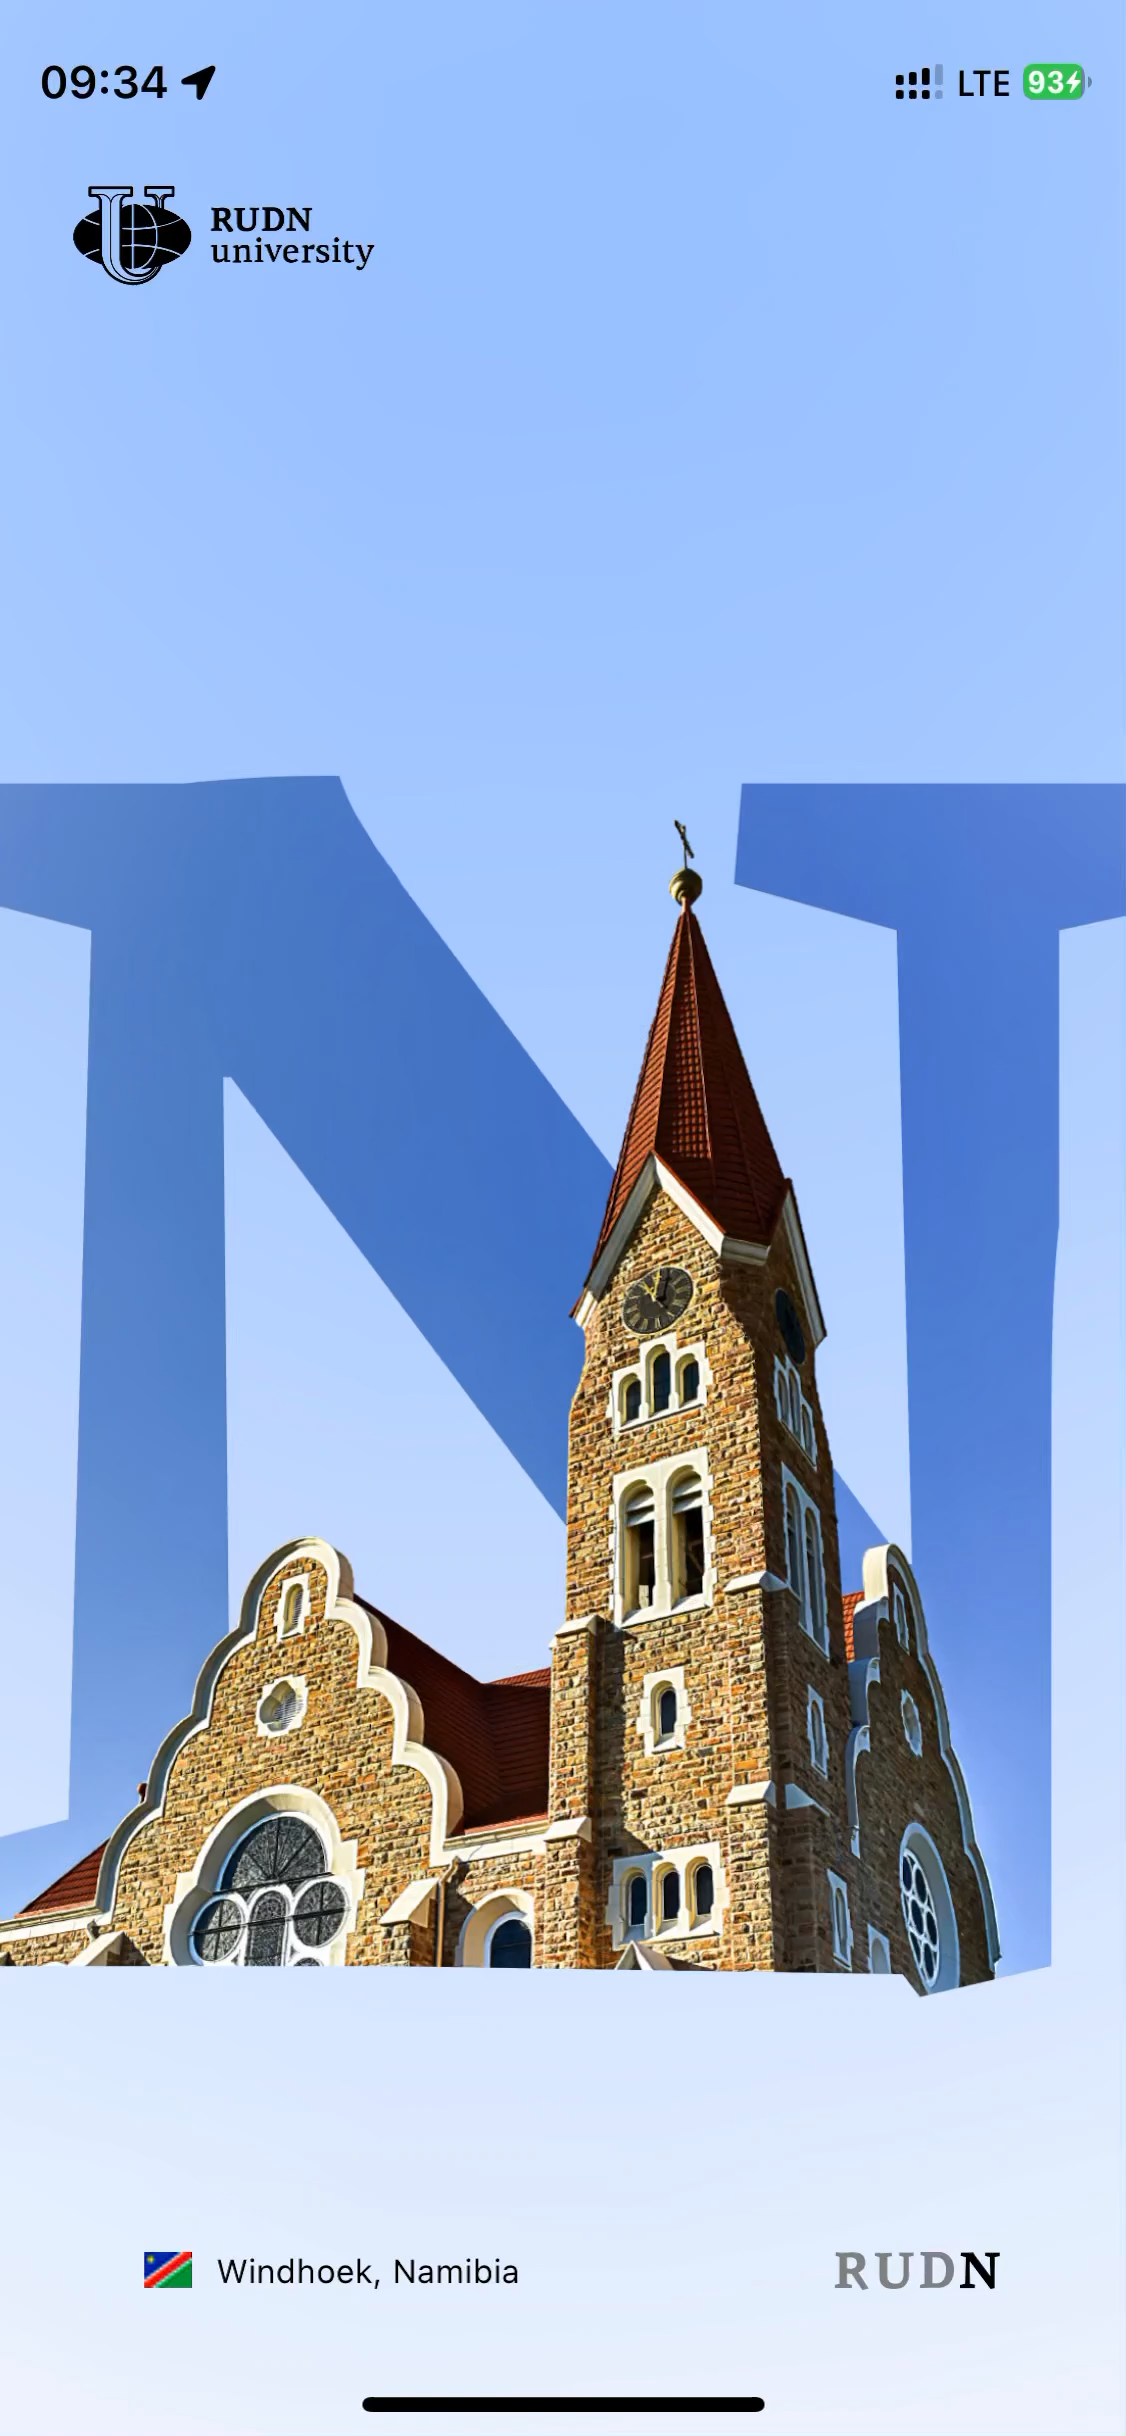 09:34
LTE 93
RUDN
university
N
Windhoek, Namibia
RUDN